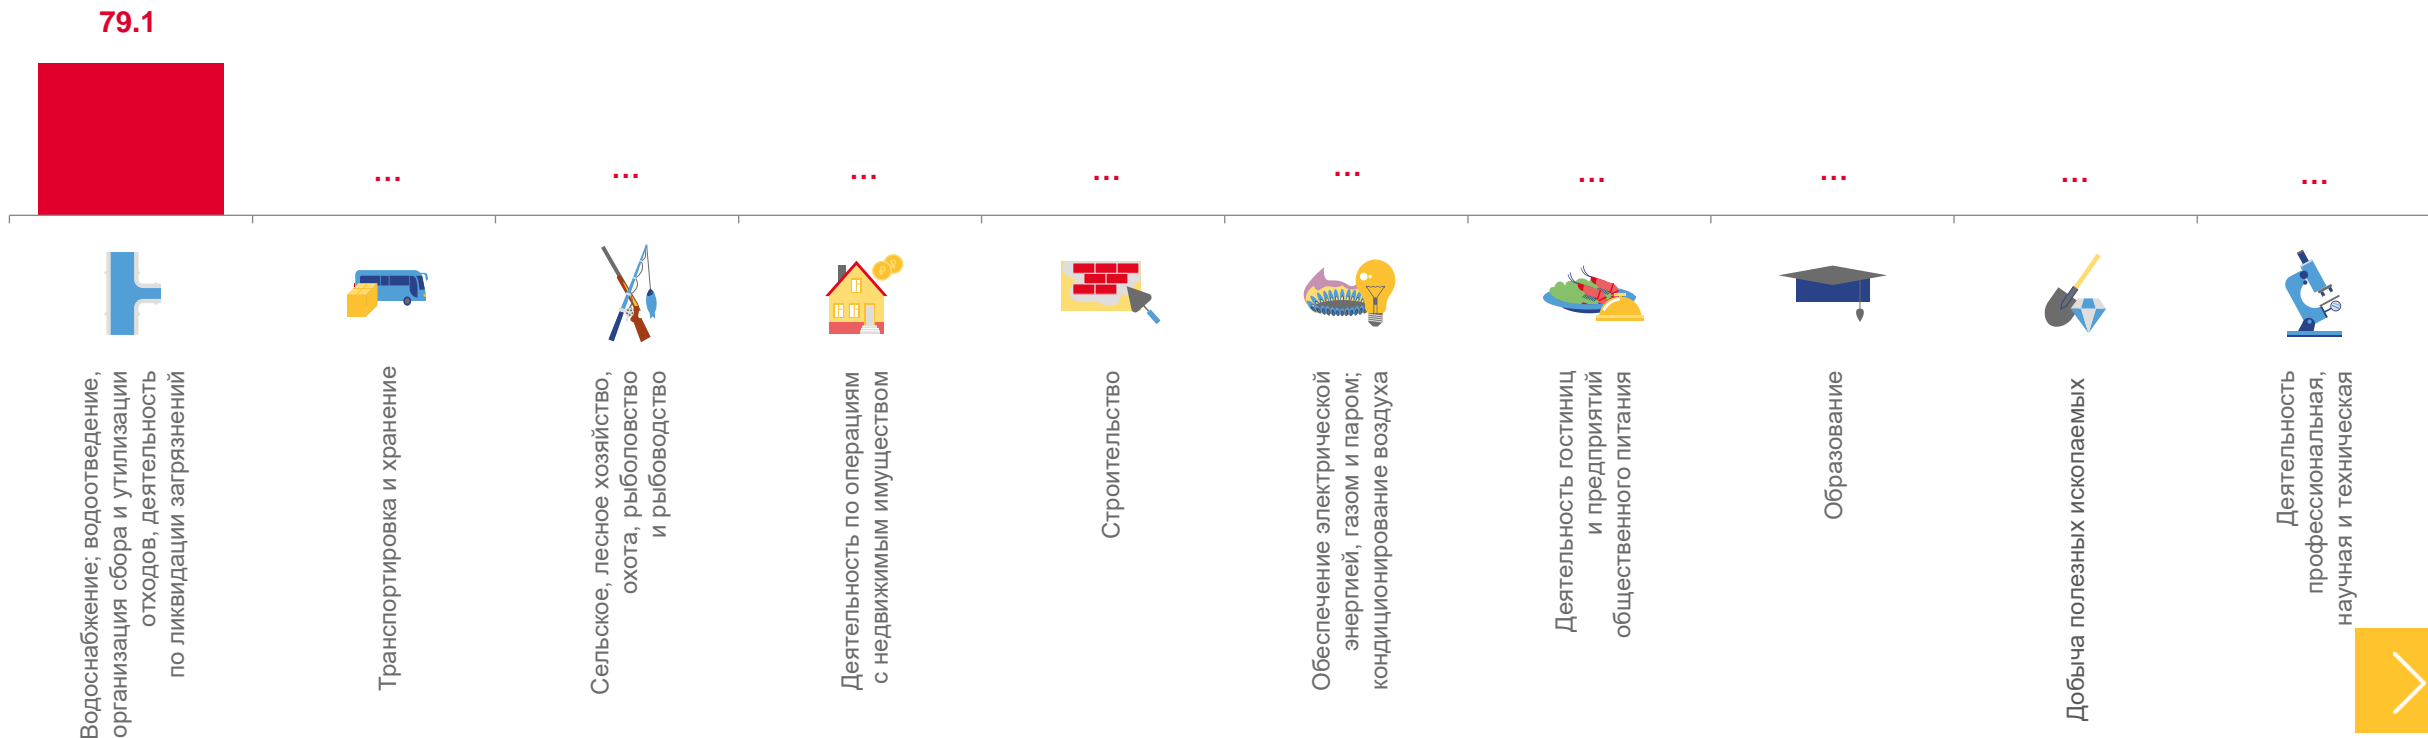 79.1
...
...
...
...
...
...
...
...
...
Водоснабжение; водоотведение,
организация сбора и утилизации
отходов, деятельность
по ликвидации загрязнений
Транспортировка и хранение
Сельское, лесное хозяйство,
охота, рыболовство
и рыбоводство
Деятельность по операциям
с недвижимым имуществом
Строительство
Обеспечение электрической
энергией, газом и паром;
кондиционирование воздуха
Деятельность гостиниц
и предприятий
общественного питания
Образование
Добыча полезных ископаемых
Деятельность
профессиональная,
научная и техническая